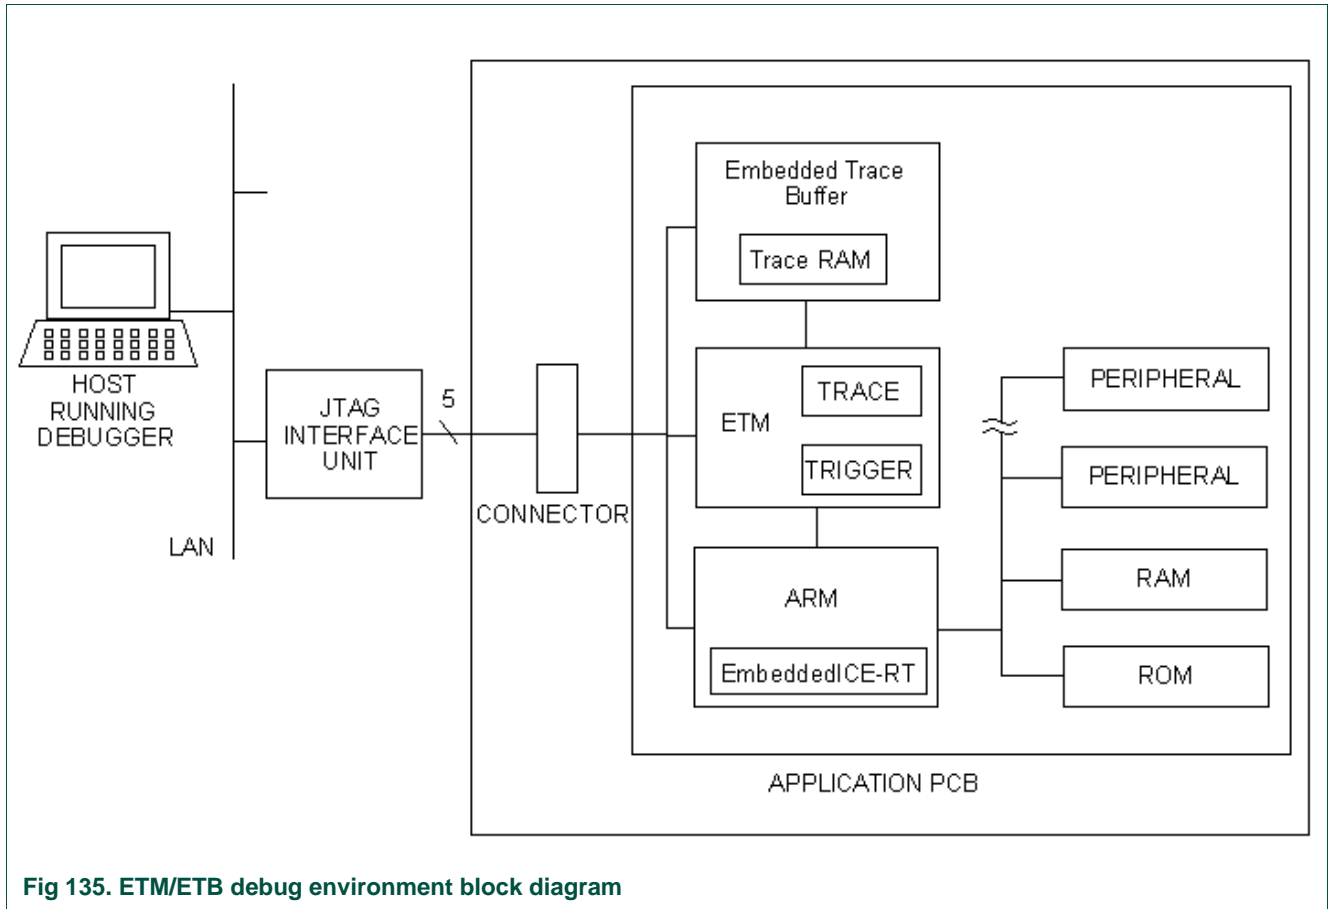 Embedded Trace
Buffer
Trace RAM
HOST
RUNNING
DEBUGGER
LAN
JTAG
INTERFACE
UNIT
5
CONNECTOR
ETM
TRACE
TRIGGER
ARM
EmbeddedICE-RT
PERIPHERAL
PERIPHERAL
RAM
ROM
APPLICATION PCB
Fig 135. ETM/ETB debug environment block diagram